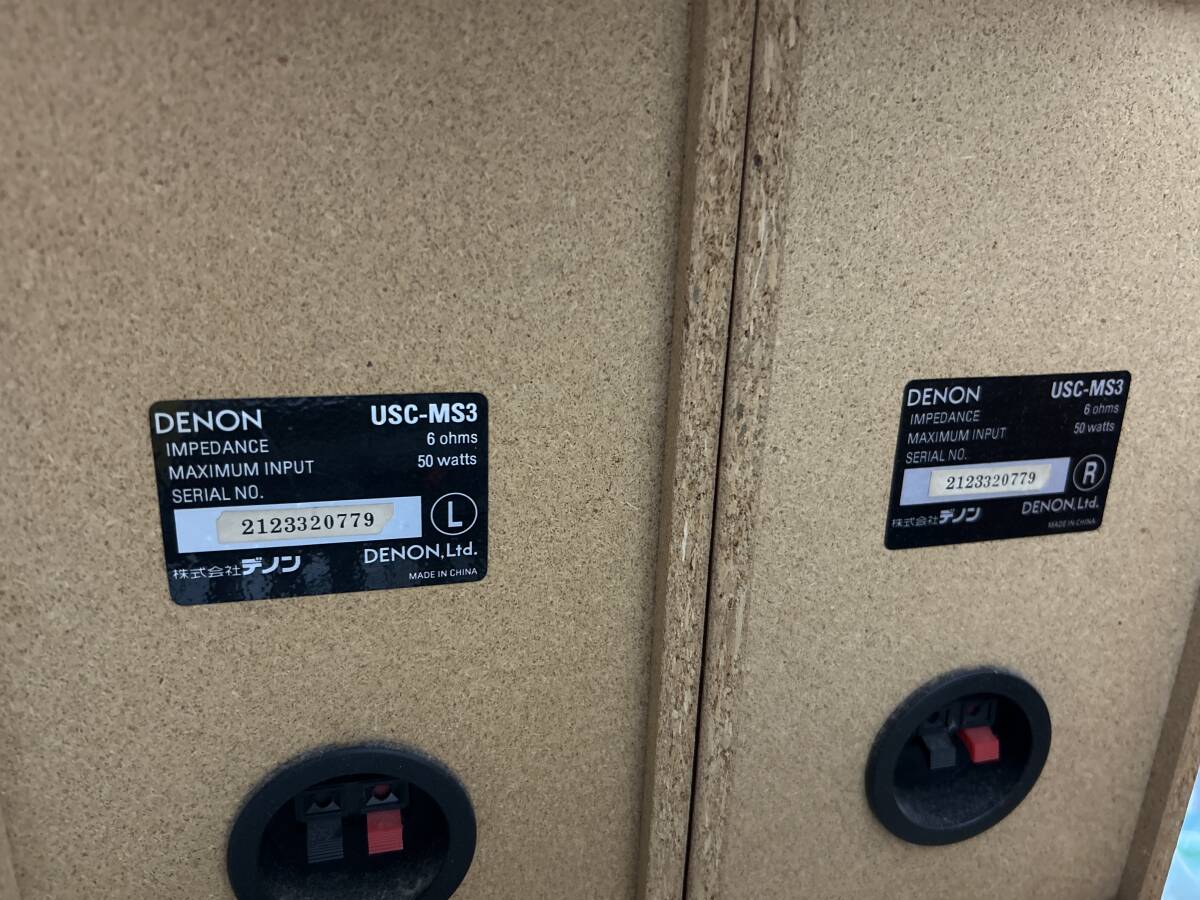 DENON USC-MS3
IMPEDANCE 6 ohms
MAXIMUM INPUT 50 watts
SERIAL NO.
2123320779 L
株式会社デノン DENON, Ltd.
MADE IN CHINA
DENON USC-MS3
IMPEDANCE 6 ohms
MAXIMUM INPUT 50 watts
SERIAL NO.
2123320779 R
株式会社デノン DENON, Ltd.
MADE IN CHINA